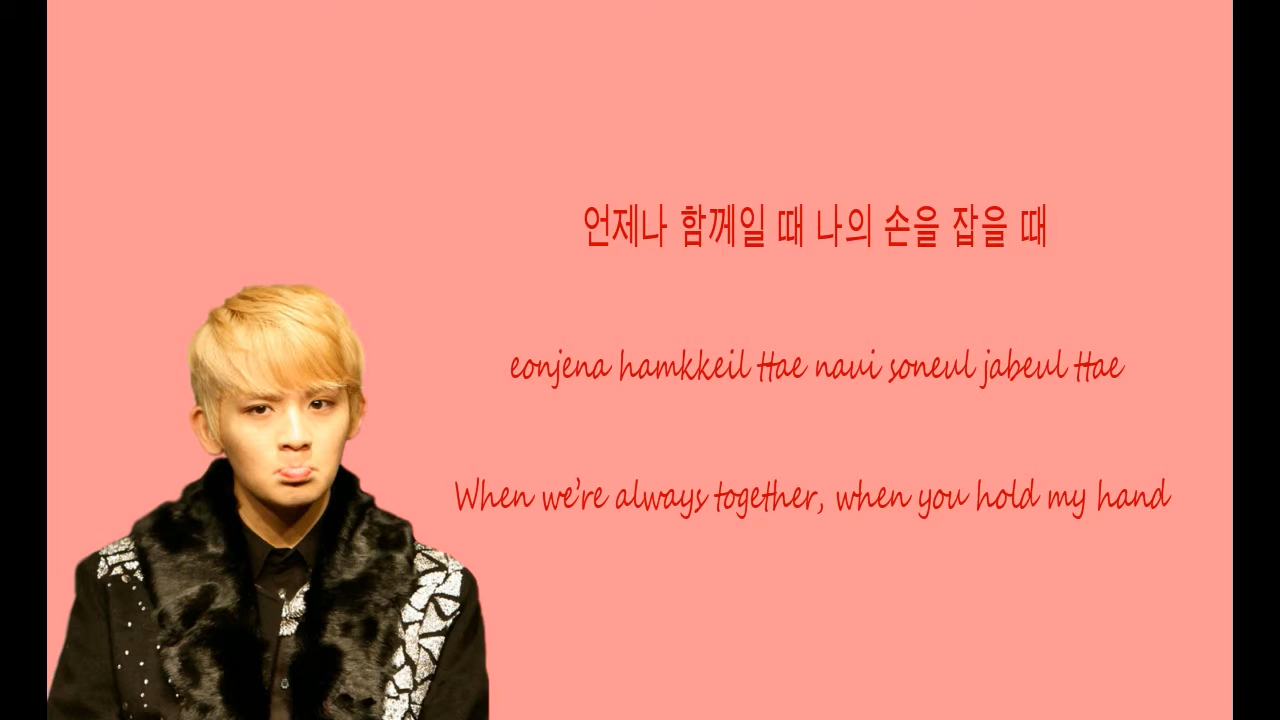 언제나 함께일 때 나의 손을 잡을 때
eonjena hamkkeil ttae naui soneul jabeul ttae
When we're always together, when you hold my hand